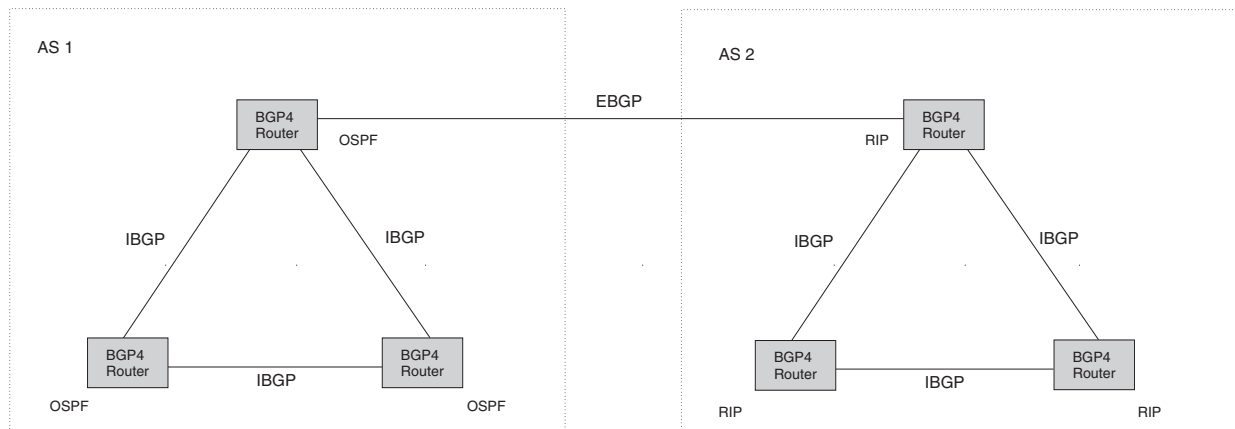 AS 1
AS 2
EBGP
BGP4
Router
OSPF
BGP4
Router
RIP
IBGP
IBGP
IBGP
IBGP
BGP4
Router
BGP4
Router
BGP4
Router
BGP4
Router
IBGP
IBGP
OSPF
OSPF
RIP
RIP